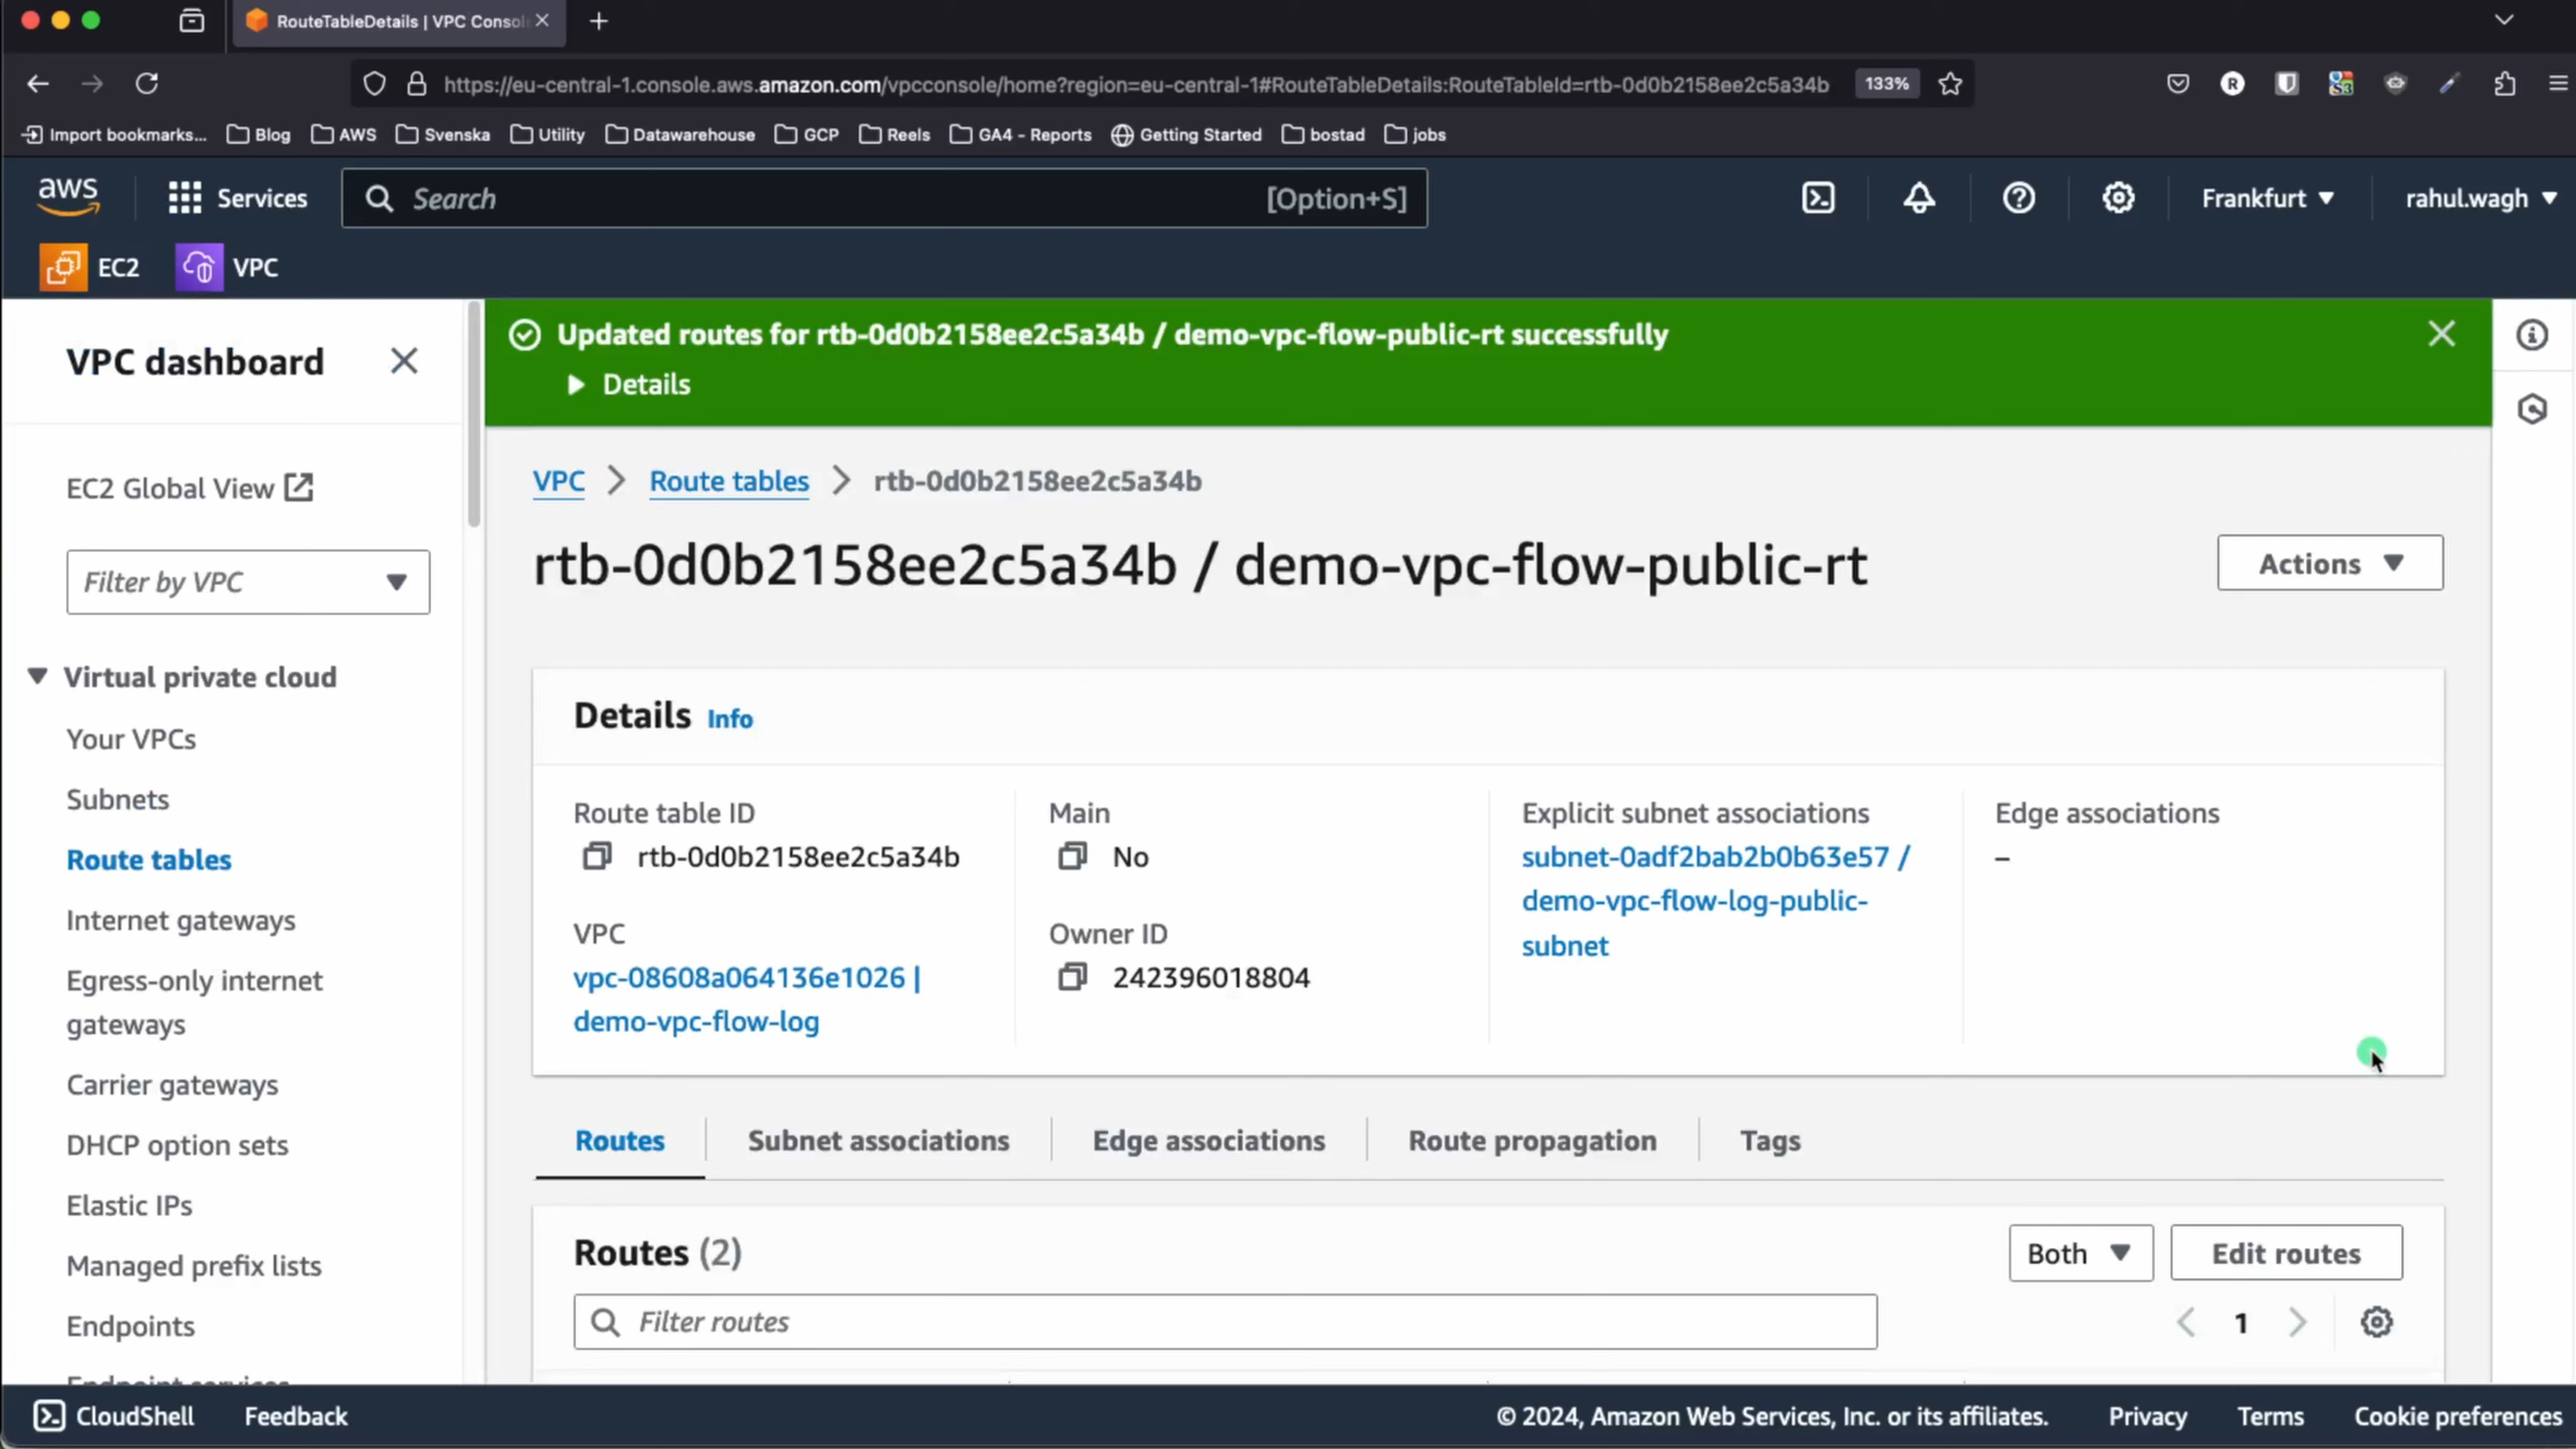 RouteTableDetails | VPC Consol
https://eu-central-1.console.aws.amazon.com/vpcconsole/home?region=eu-central-1#RouteTableDetails:RouteTableId=rtb-0d0b2158ee2c5a34b
133%
Import bookmarks... Blog AWS Svenska Utility Datawarehouse GCP Reels GA4 - Reports Getting Started bostad jobs
aws Services Search [Option+S] Frankfurt rahul.wagh
EC2 VPC
VPC dashboard
EC2 Global View
Filter by VPC
Virtual private cloud
Your VPCs
Subnets
Route tables
Internet gateways
Egress-only internet
gateways
Carrier gateways
DHCP option sets
Elastic IPs
Managed prefix lists
Endpoints
Endpoint services
Updated routes for rtb-0d0b2158ee2c5a34b / demo-vpc-flow-public-rt successfully
Details
VPC Route tables rtb-0d0b2158ee2c5a34b
rtb-0d0b2158ee2c5a34b / demo-vpc-flow-public-rt
Actions
Details Info
Route table ID
rtb-0d0b2158ee2c5a34b
VPC
vpc-08608a064136e1026 |
demo-vpc-flow-log
Main
No
Owner ID
242396018804
Explicit subnet associations
subnet-0adf2bab2b0b63e57 /
demo-vpc-flow-log-public-
subnet
Edge associations
–
Routes Subnet associations Edge associations Route propagation Tags
Routes (2)
Both
Edit routes
Filter routes
1
CloudShell Feedback © 2024, Amazon Web Services, Inc. or its affiliates. Privacy Terms Cookie preferences